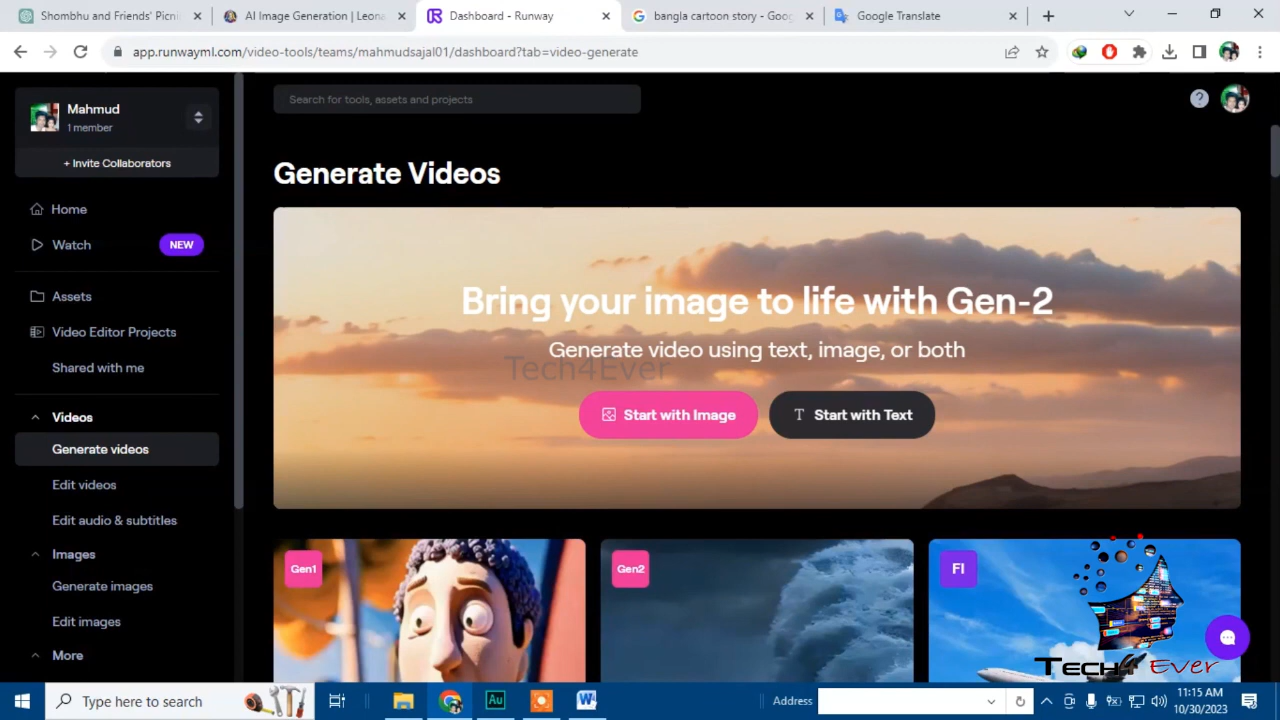 Shombhu and Friends' Picni
AI Image Generation | Leona
Dashboard - Runway
bangla cartoon story - Goog
Google Translate
app.runwayml.com/video-tools/teams/mahmudsajal01/dashboard?tab=video-generate
Mahmud
1 member
+ Invite Collaborators
Home
Watch
NEW
Assets
Video Editor Projects
Shared with me
Videos
Generate videos
Edit videos
Edit audio & subtitles
Images
Generate images
Edit images
More
Search for tools, assets and projects
?
Generate Videos
Bring your image to life with Gen-2
Generate video using text, image, or both
Tech4Ever
Start with Image
Start with Text
Gen1
Gen2
FI
Tech4 Ever
Type here to search
Au
W
Address
11:15 AM
10/30/2023